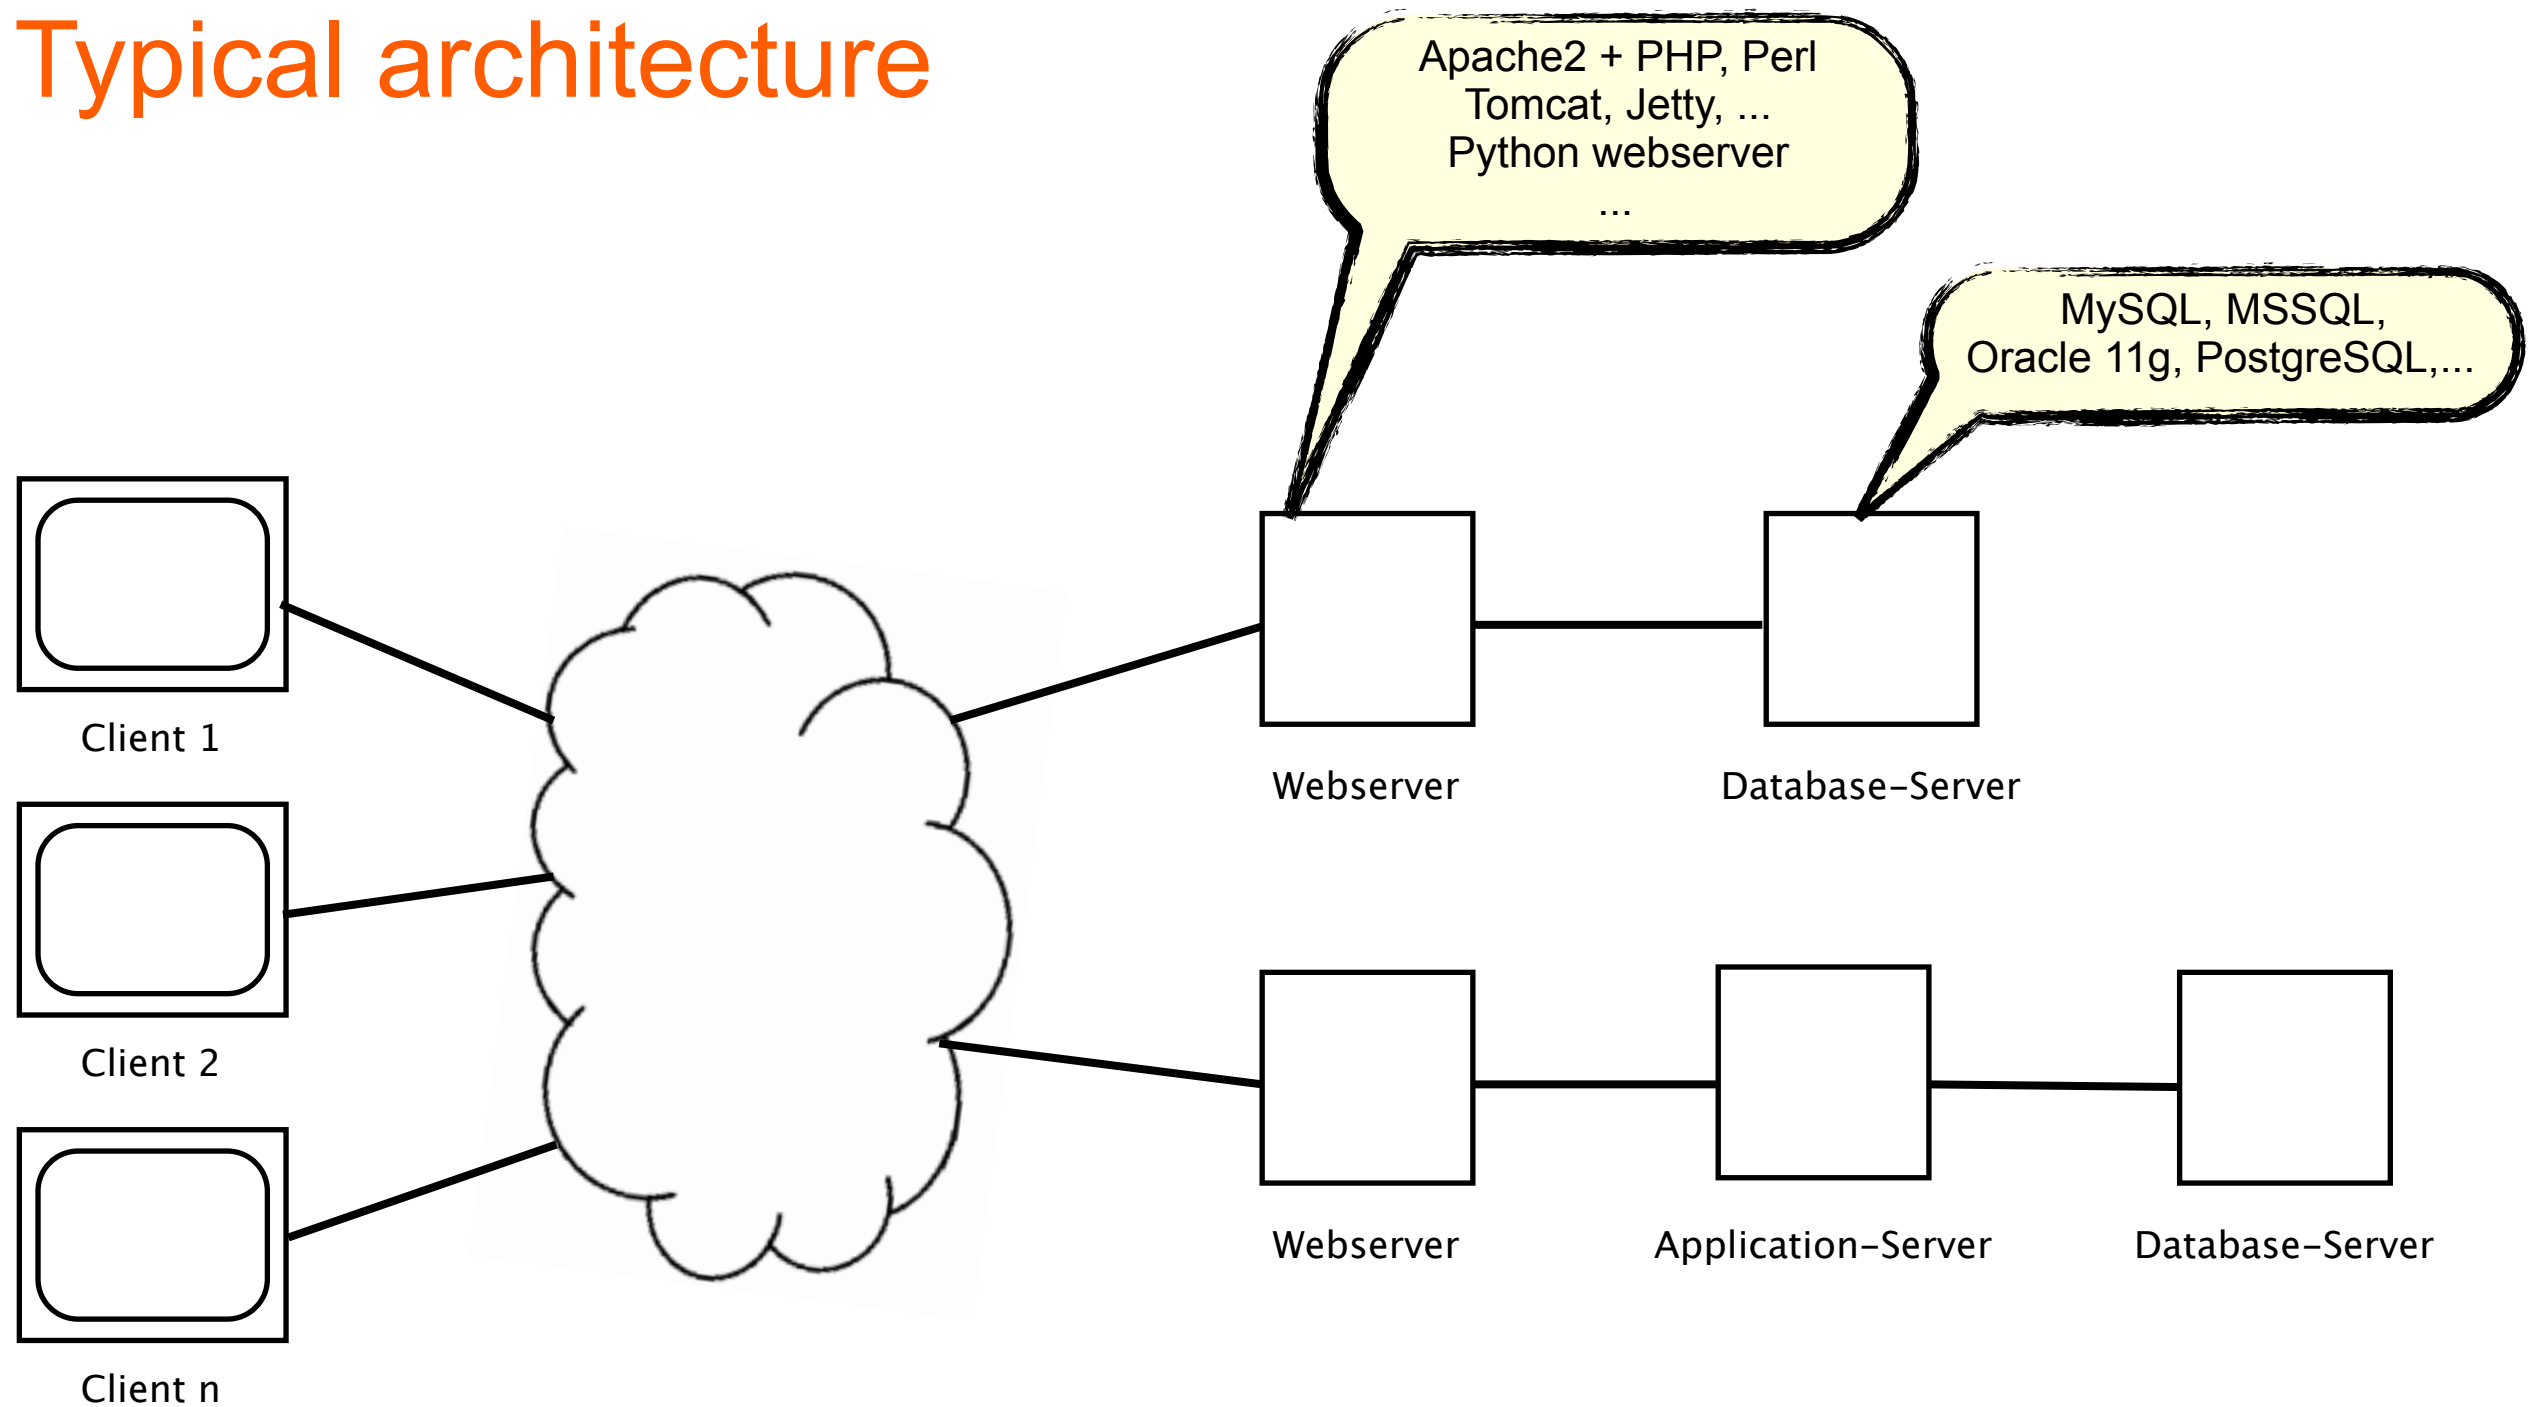 Typical architecture
Apache2 + PHP, Perl
Tomcat, Jetty, ...
Python webserver
...
MySQL, MSSQL,
Oracle 11g, PostgreSQL,...
Client 1
Webserver
Database-Server
Client 2
Webserver
Application-Server
Database-Server
Client n